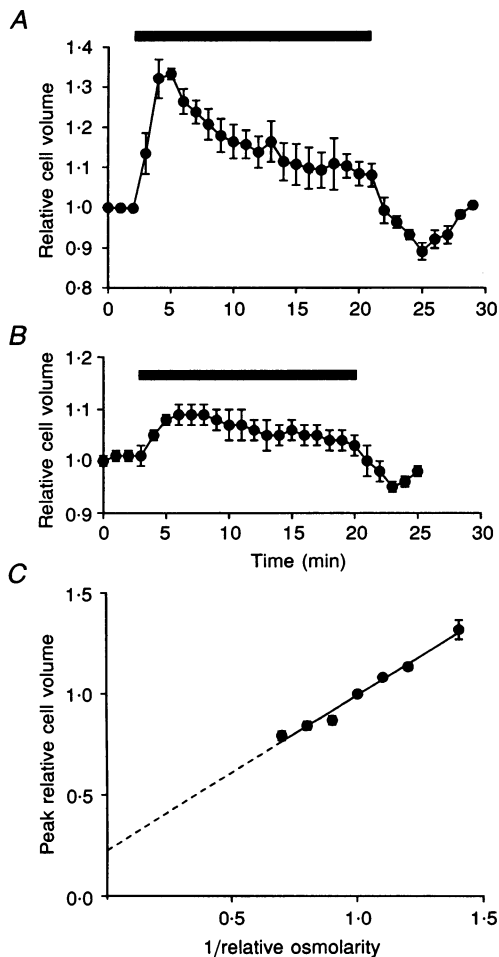 A
Relative cell volume
1·4
1·3
1·2
1·1
1·0
0·9
0·8
0 5 10 15 20 25 30
B
Relative cell volume
1·2
1·1
1·0
0·9
0 5 10 15 20 25 30
Time (min)
C
Peak relative cell volume
1·5
1·0
0·5
0·0
0·5 1·0 1·5
1/relative osmolarity